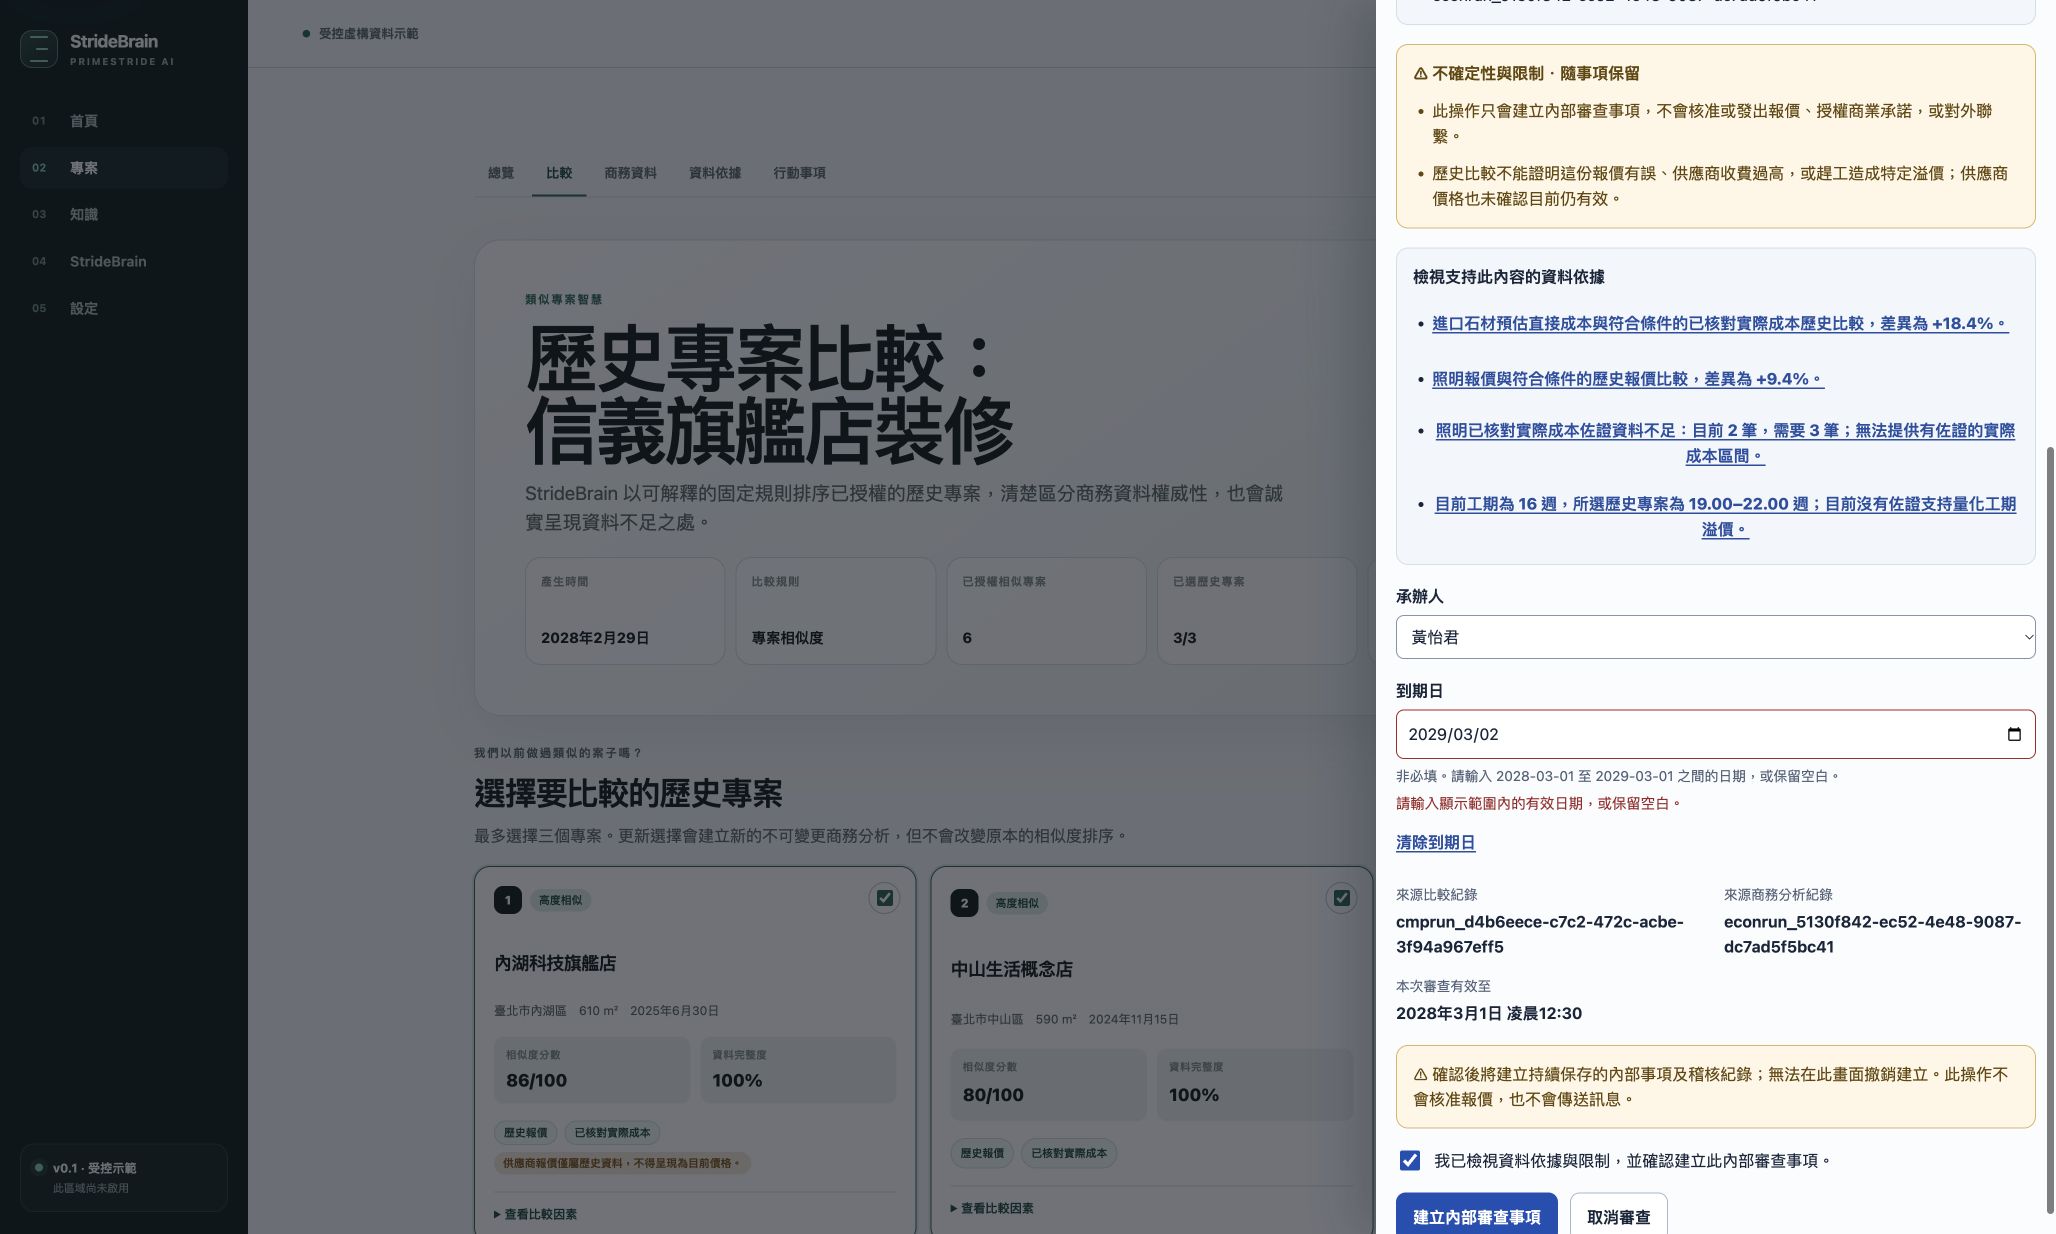 StrideBrain
PRIMESTRIDE AI
01 首頁
02 專案
03 知識
04 StrideBrain
05 設定
v0.1 · 受控示範
此區域尚未啟用
受控虛構資料示範
總覽 比較 商務資料 資料依據 行動事項
類似專案智慧
歷史專案比較：
信義旗艦店裝修
StrideBrain 以可解釋的固定規則排序已授權的歷史專案，清楚區分商務資料權威性，也會誠
實呈現資料不足之處。
產生時間
2028年2月29日
比較規則
專案相似度
已授權相似專案
6
已選歷史專案
3/3
我們以前做過類似的案子嗎？
選擇要比較的歷史專案
最多選擇三個專案。更新選擇會建立新的不可變更商務分析，但不會改變原本的相似度排序。
1 高度相似
內湖科技旗艦店
臺北市內湖區 610 m² 2025年6月30日
相似度分數
86/100
資料完整度
100%
歷史報價 已核對實際成本
供應商報價僅屬歷史資料，不得呈現為目前價格。
▶ 查看比較因素
2 高度相似
中山生活概念店
臺北市中山區 590 m² 2024年11月15日
相似度分數
80/100
資料完整度
100%
歷史報價 已核對實際成本
▶ 查看比較因素
⚠ 不確定性與限制 · 隨事項保留
• 此操作只會建立內部審查事項，不會核准或發出報價、授權商業承諾，或對外聯
繫。
• 歷史比較不能證明這份報價有誤、供應商收費過高，或趕工造成特定溢價；供應商
價格也未確認目前仍有效。
檢視支持此內容的資料依據
• 進口石材預估直接成本與符合條件的已核對實際成本歷史比較，差異為 +18.4%。
• 照明報價與符合條件的歷史報價比較，差異為 +9.4%。
• 照明已核對實際成本佐證資料不足：目前 2 筆，需要 3 筆；無法提供有佐證的實際
成本區間。
• 目前工期為 16 週，所選歷史專案為 19.00–22.00 週；目前沒有佐證支持量化工期
溢價。
承辦人
黃怡君
到期日
2029/03/02
非必填。請輸入 2028-03-01 至 2029-03-01 之間的日期，或保留空白。
請輸入顯示範圍內的有效日期，或保留空白。
清除到期日
來源比較紀錄
cmprun_d4b6eece-c7c2-472c-acbe-
3f94a967eff5
來源商務分析紀錄
econrun_5130f842-ec52-4e48-9087-
dc7ad5f5bc41
本次審查有效至
2028年3月1日 凌晨12:30
⚠ 確認後將建立持續保存的內部事項及稽核紀錄；無法在此畫面撤銷建立。此操作不
會核准報價，也不會傳送訊息。
我已檢視資料依據與限制，並確認建立此內部審查事項。
建立內部審查事項 取消審查